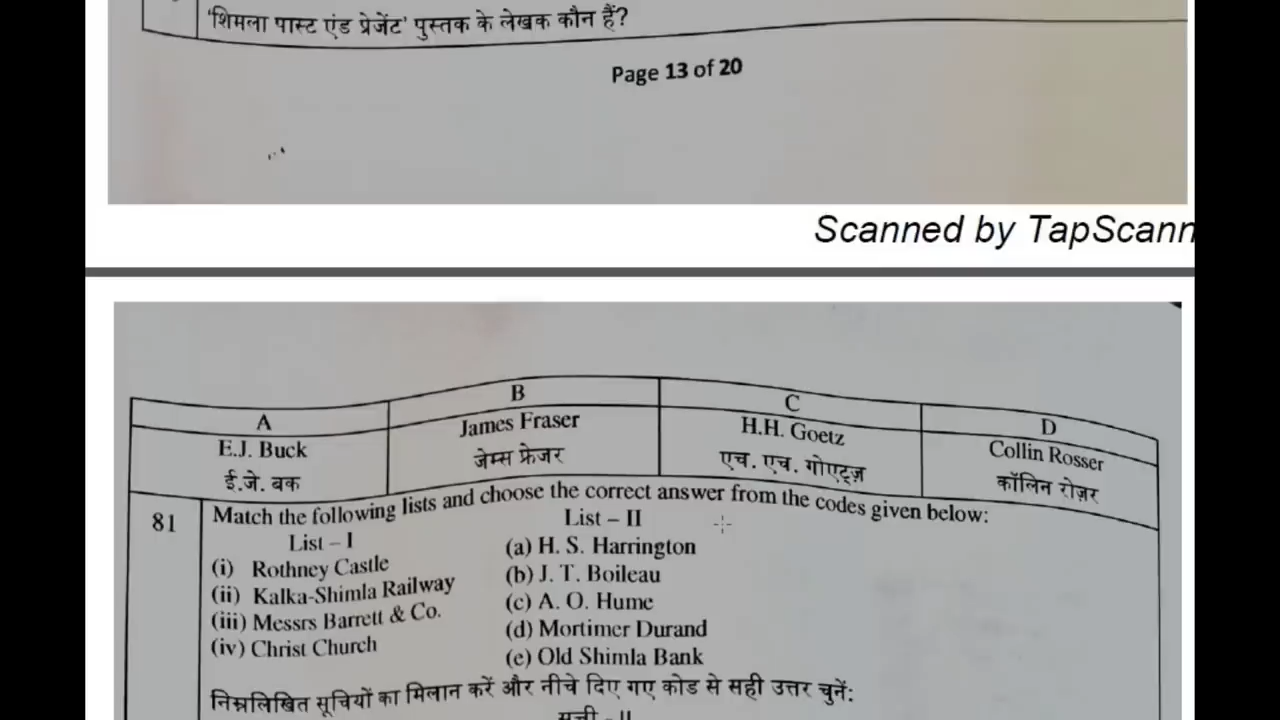 'शिमला पास्ट एंड प्रेजेंट' पुस्तक के लेखक कौन हैं?
Page 13 of 20
Scanned by TapScann
A
B
C
D
E.J. Buck
James Fraser
H.H. Goetz
Collin Rosser
ई.जे. बक
जेम्स फ्रेजर
एच. एच. गोएट्ज़
कॉलिन रोज़र
81
Match the following lists and choose the correct answer from the codes given below:
List – I
List – II
(i) Rothney Castle
(a) H. S. Harrington
(ii) Kalka-Shimla Railway
(b) J. T. Boileau
(iii) Messrs Barrett & Co.
(c) A. O. Hume
(iv) Christ Church
(d) Mortimer Durand
(e) Old Shimla Bank
निम्नलिखित सूचियों का मिलान करें और नीचे दिए गए कोड से सही उत्तर चुनें: